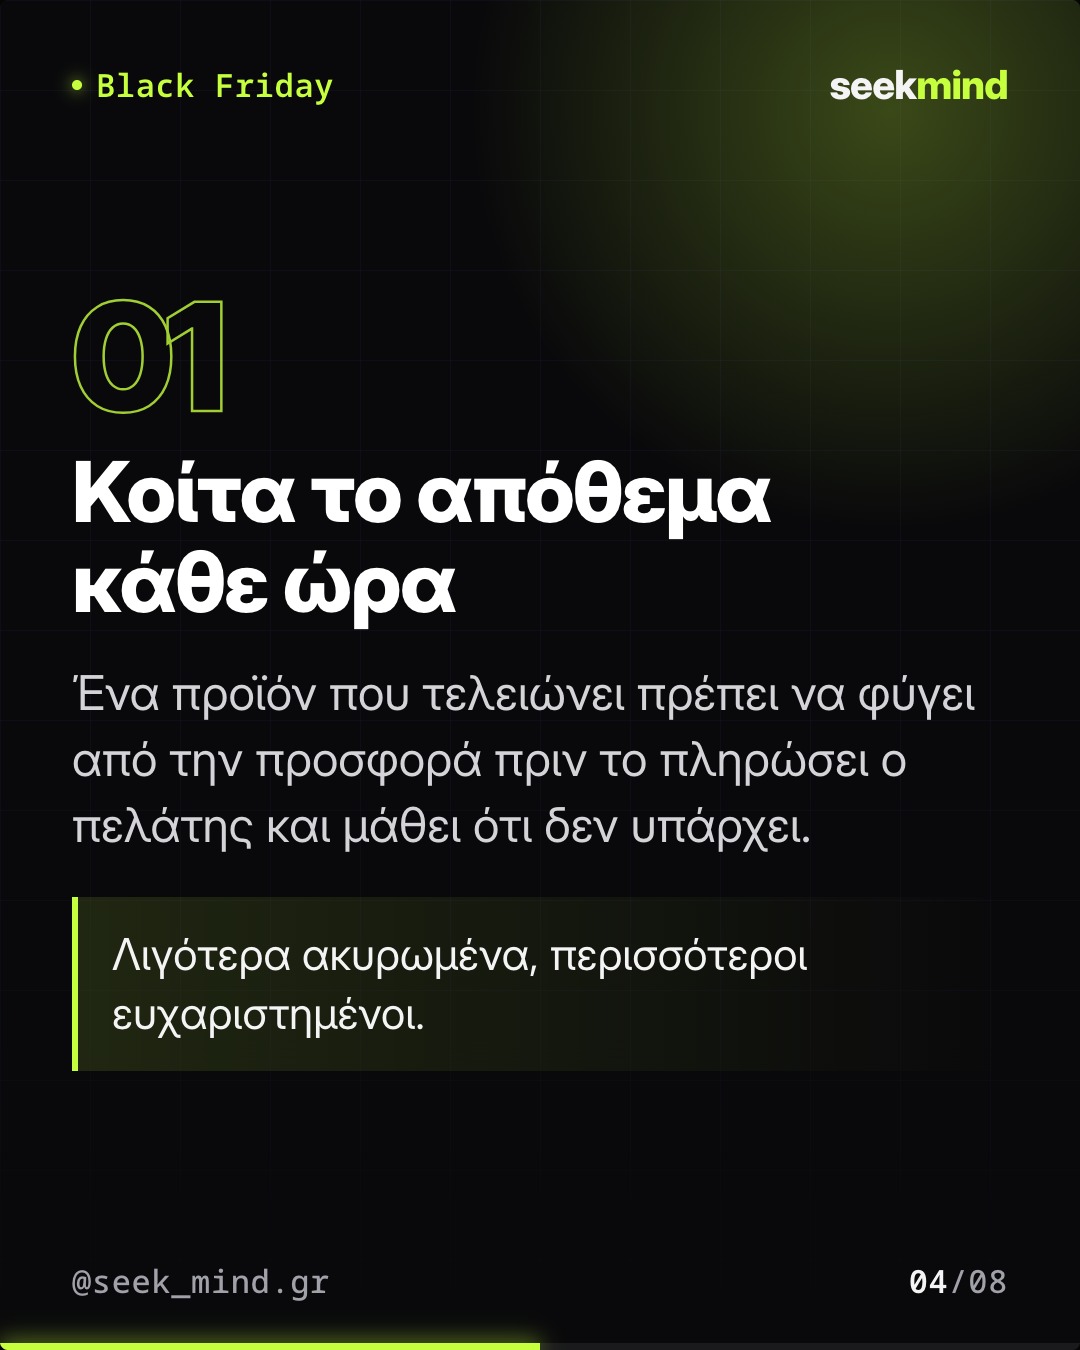 Black Friday
seekmind
01
Κοίτα το απόθεμα
κάθε ώρα
Ένα προϊόν που τελειώνει πρέπει να φύγει
από την προσφορά πριν το πληρώσει ο
πελάτης και μάθει ότι δεν υπάρχει.
Λιγότερα ακυρωμένα, περισσότεροι
ευχαριστημένοι.
@seek_mind.gr
04/08